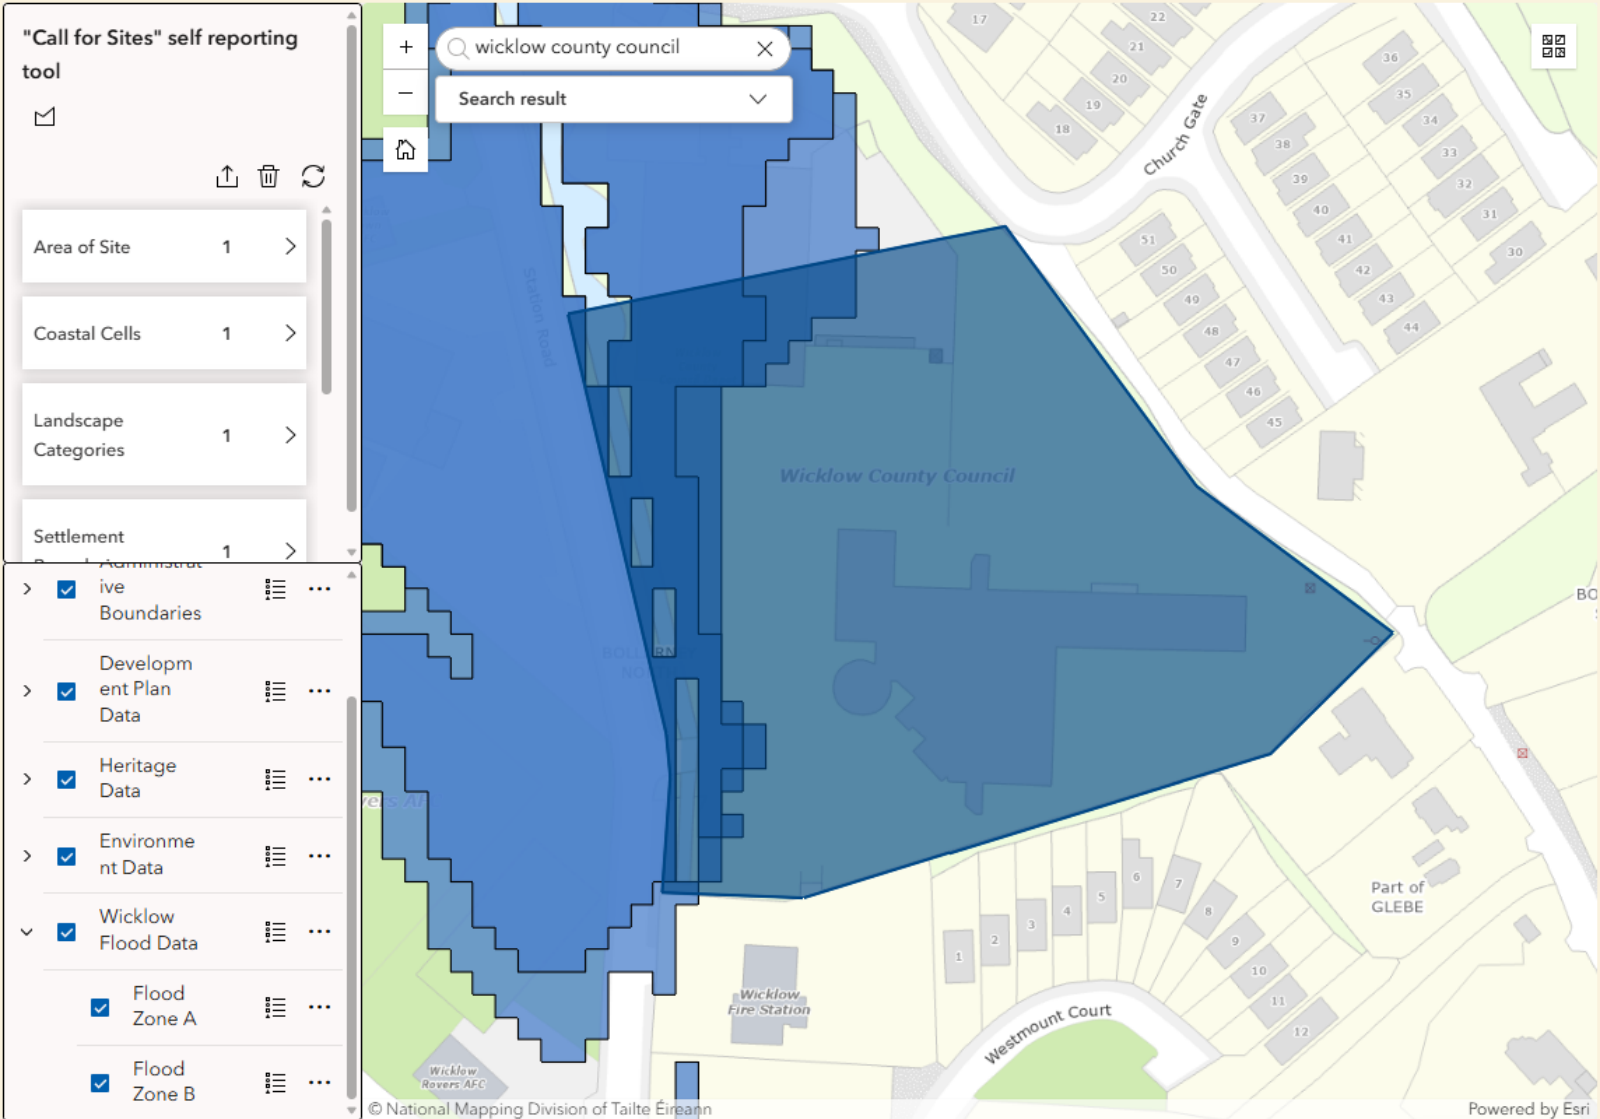 "Call for Sites" self reporting
tool
Area of Site 1
Coastal Cells 1
Landscape
Categories 1
Settlement
1
ive
Boundaries
Developm
ent Plan
Data
Heritage
Data
Environme
nt Data
Wicklow
Flood Data
Flood
Zone A
Flood
Zone B
+
wicklow county council
−
Search result
17
22
21
20
19
18
Church Gate
36
35
34
33
32
31
30
37
38
39
40
41
42
43
44
51
50
49
48
47
46
45
Station Road
Wicklow County Council
BO
Part of
GLEBE
1
2
3
4
5
6
7
8
9
10
11
12
Wicklow
Fire Station
Westmount Court
Wicklow
Rovers AFC
© National Mapping Division of Tailte Éireann
Powered by Esri